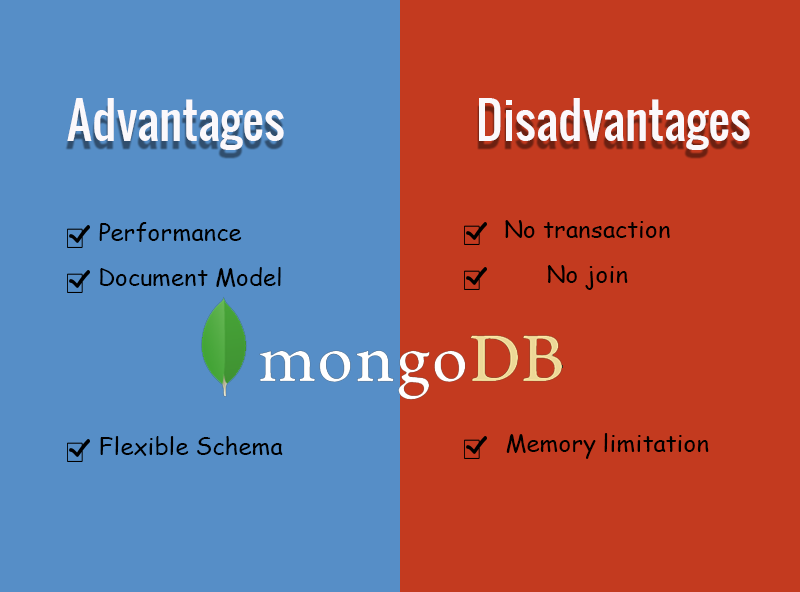 Advantages
Performance
Document Model
Disadvantages
No transaction
No join
mongoDB
Flexible Schema
Memory limitation